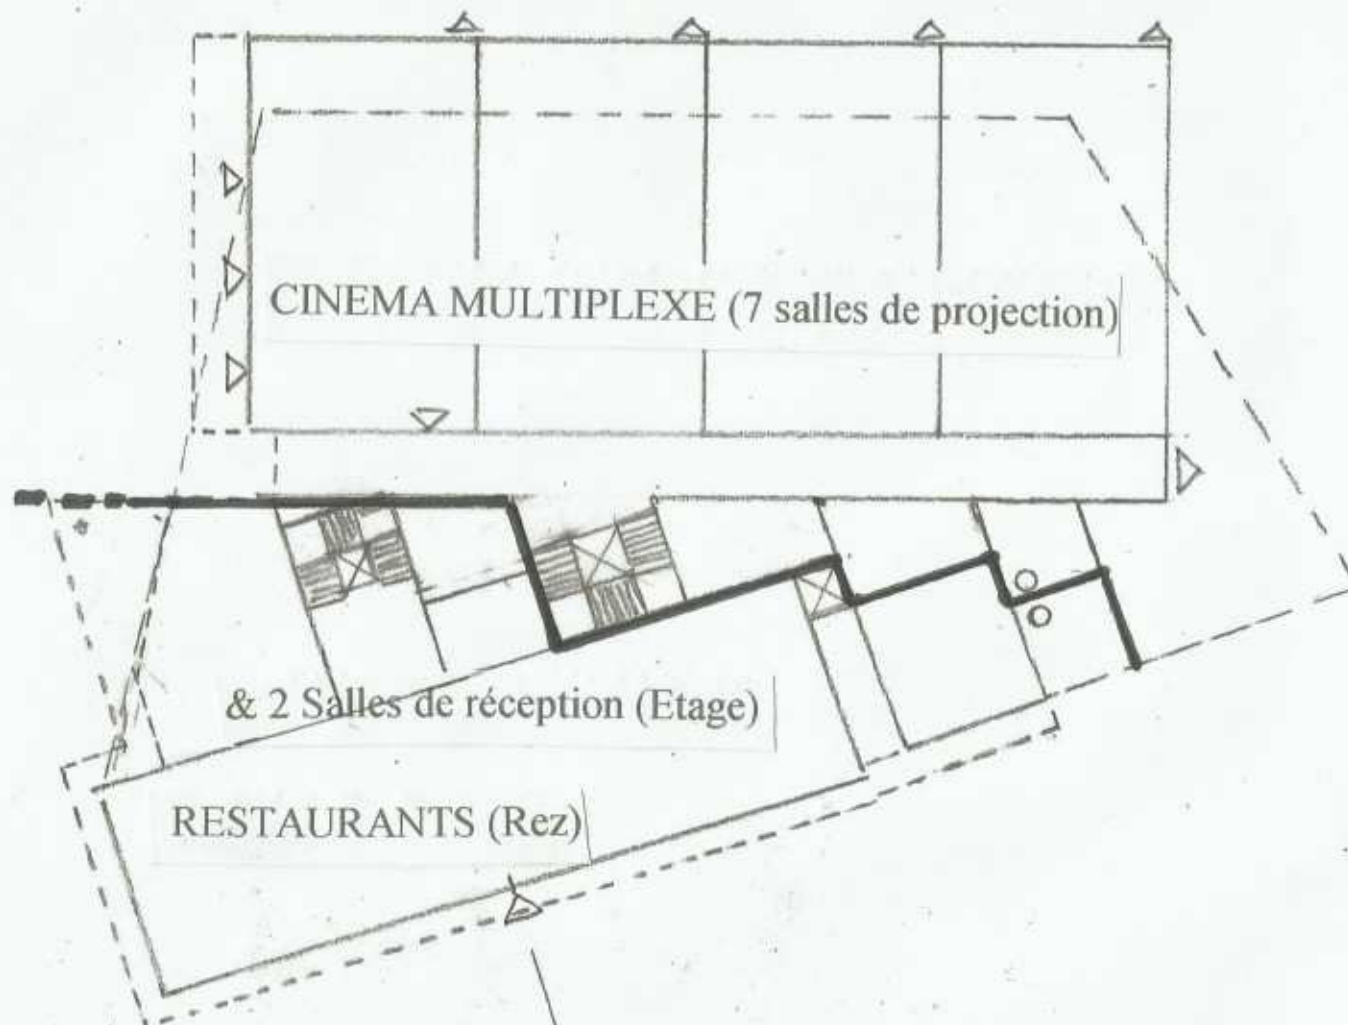 CINEMA MULTIPLEXE (7 salles de projection)
& 2 Salles de réception (Etage)
RESTAURANTS (Rez)